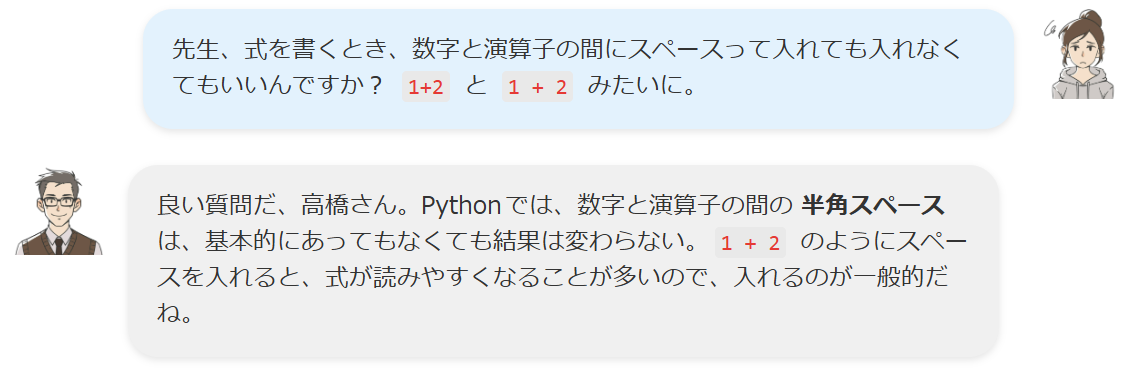 先生、式を書くとき、数字と演算子の間にスペースって入れても入れなく
てもいいんですか？ 1+2 と 1 + 2 みたいに。
良い質問だ、高橋さん。Pythonでは、数字と演算子の間の 半角スペース
は、基本的にあってもなくても結果は変わらない。 1 + 2 のようにスペー
スを入れると、式が読みやすくなることが多いので、入れるのが一般的だ
ね。